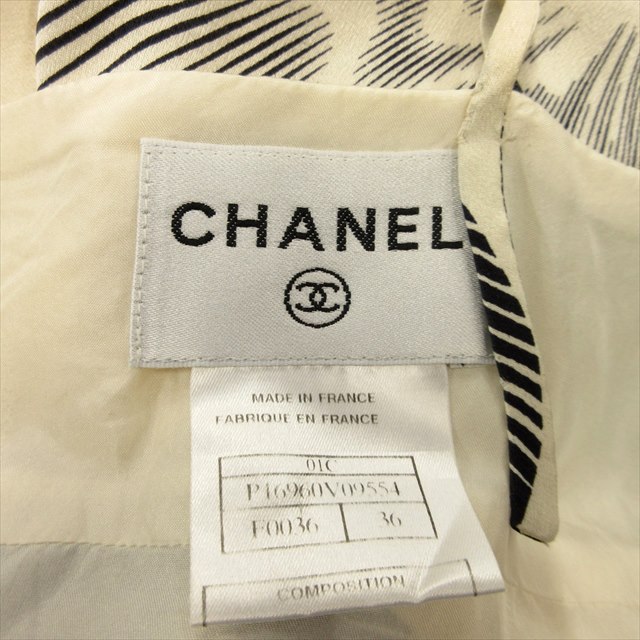 CHANEL
MADE IN FRANCE
FABRIQUE EN FRANCE
01C
P16960V09554
F0036 36
COMPOSITION